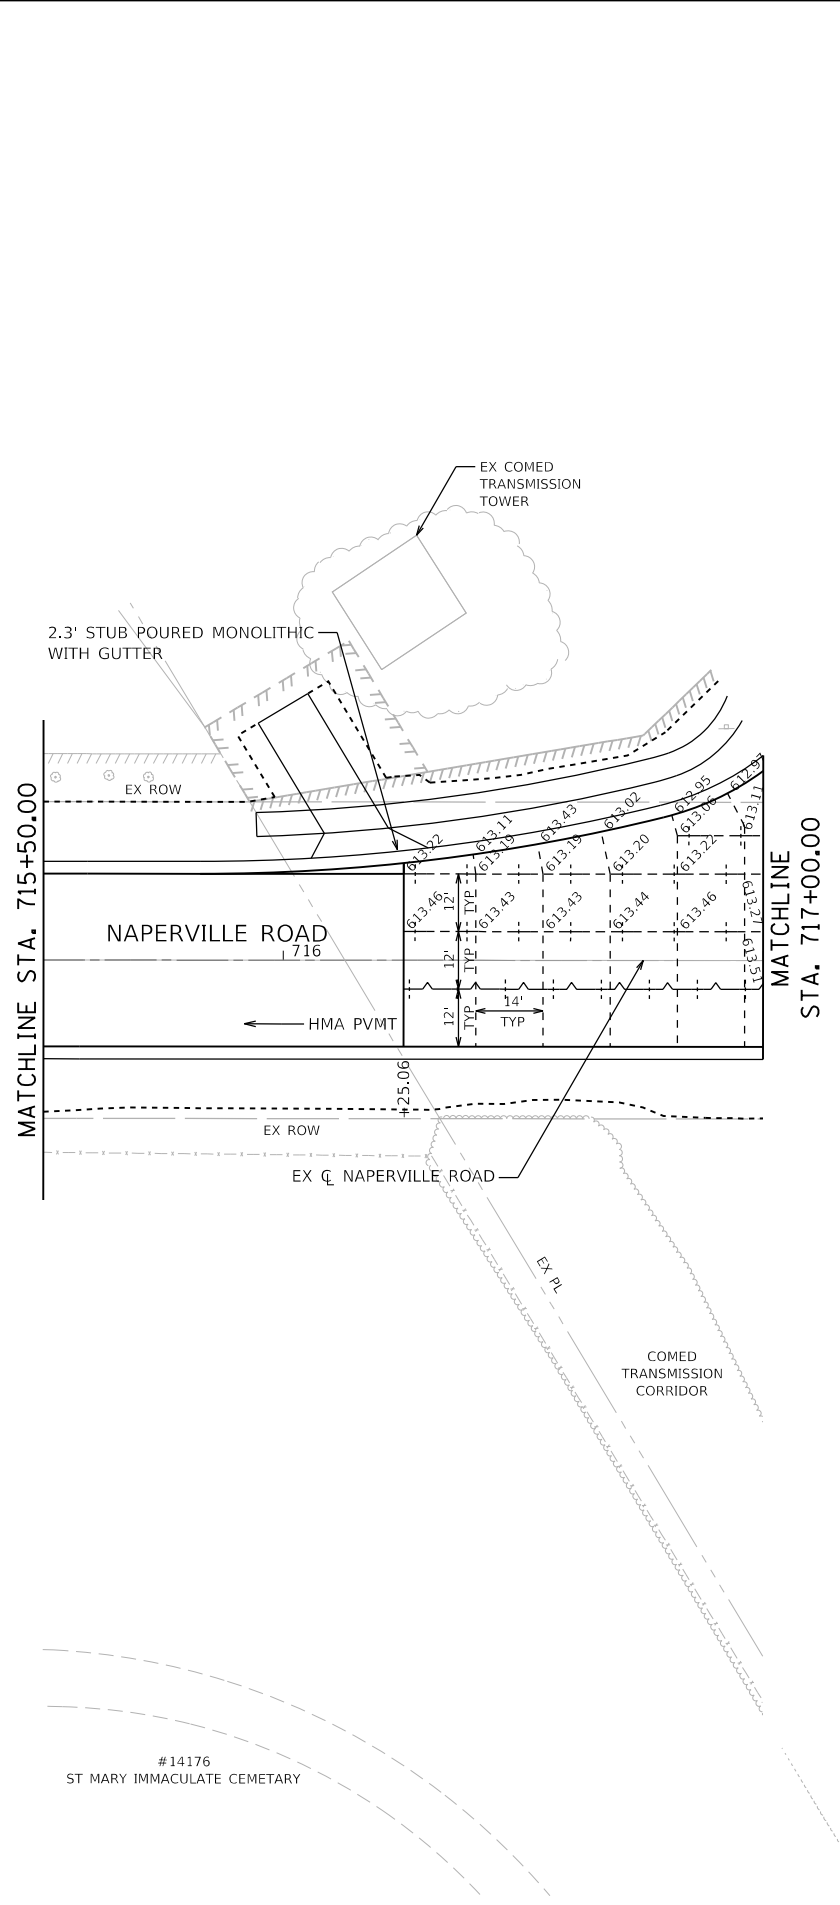 EX COMED
TRANSMISSION
TOWER
2.3' STUB POURED MONOLITHIC
WITH GUTTER
EX ROW
MATCHLINE STA. 715+50.00
MATCHLINE
STA. 717+00.00
613.22
613.11
613.43
613.02
612.95
612.97
613.19
613.19
613.20
613.22
613.06
613.11
613.46
613.43
613.43
613.44
613.46
613.27
613.51
NAPERVILLE ROAD
716
12'
TYP
12'
TYP
12'
TYP
14'
TYP
HMA PVMT
+25.06
EX ROW
EX ℄ NAPERVILLE ROAD
EX PL
COMED
TRANSMISSION
CORRIDOR
#14176
ST MARY IMMACULATE CEMETARY